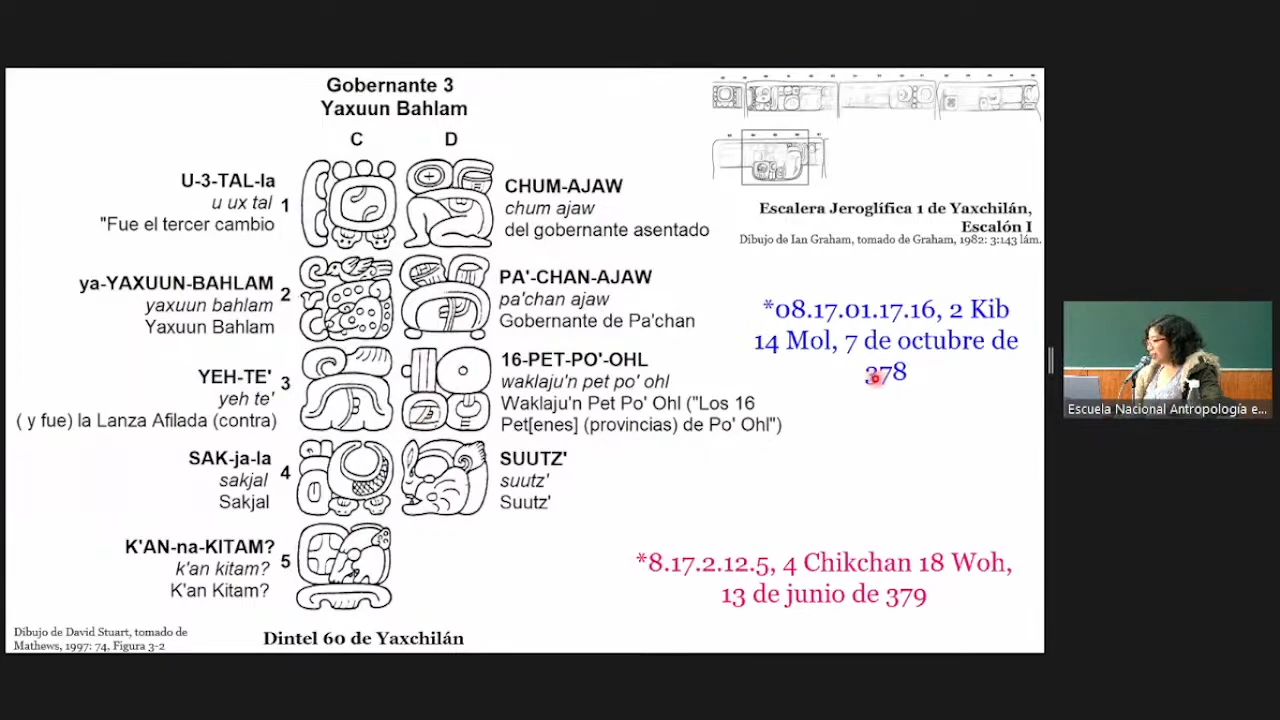 Gobernante 3
Yaxuun Bahlam
C D
U-3-TAL-la
u ux tal
"Fue el tercer cambio
1
CHUM-AJAW
chum ajaw
del gobernante asentado
ya-YAXUUN-BAHLAM
yaxuun bahlam
Yaxuun Bahlam
2
PA'-CHAN-AJAW
pa'chan ajaw
Gobernante de Pa'chan
YEH-TE'
yeh te'
( y fue) la Lanza Afilada (contra)
3
16-PET-PO'-OHL
waklaju'n pet po' ohl
Waklaju'n Pet Po' Ohl ("Los 16
Pet[enes] (provincias) de Po' Ohl")
SAK-ja-la
sakjal
Sakjal
4
SUUTZ'
suutz'
Suutz'
K'AN-na-KITAM?
k'an kitam?
K'an Kitam?
5
Dibujo de David Stuart, tomado de
Mathews, 1997: 74, Figura 3-2
Dintel 60 de Yaxchilán
Escalera Jeroglífica 1 de Yaxchilán,
Escalón I
Dibujo de Ian Graham, tomado de Graham, 1982: 3:143 lám.
*08.17.01.17.16, 2 Kib
14 Mol, 7 de octubre de
378
*8.17.2.12.5, 4 Chikchan 18 Woh,
13 de junio de 379
Escuela Nacional Antropología e...